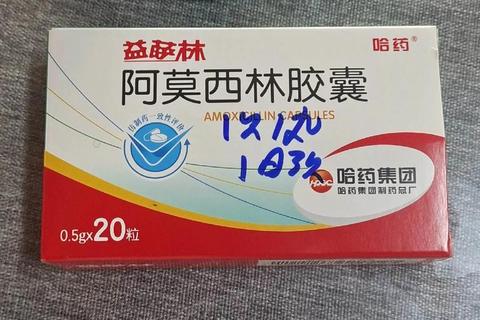 益萨林
哈药
阿莫西林胶囊
AMOXICILLIN CAPSULES
仿制药一致性评价
1次1粒
1日3次
哈药集团
哈药集团制药总厂
0.5g×20粒